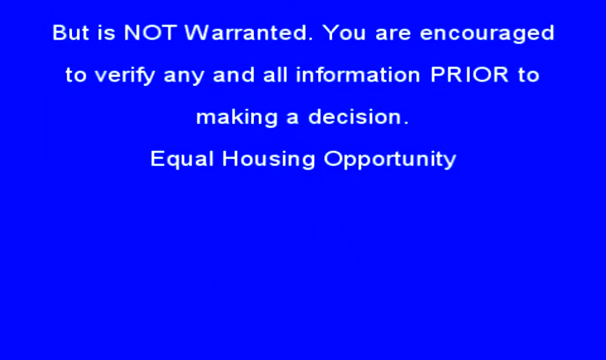 But is NOT Warranted. You are encouraged
to verify any and all information PRIOR to
making a decision.
Equal Housing Opportunity